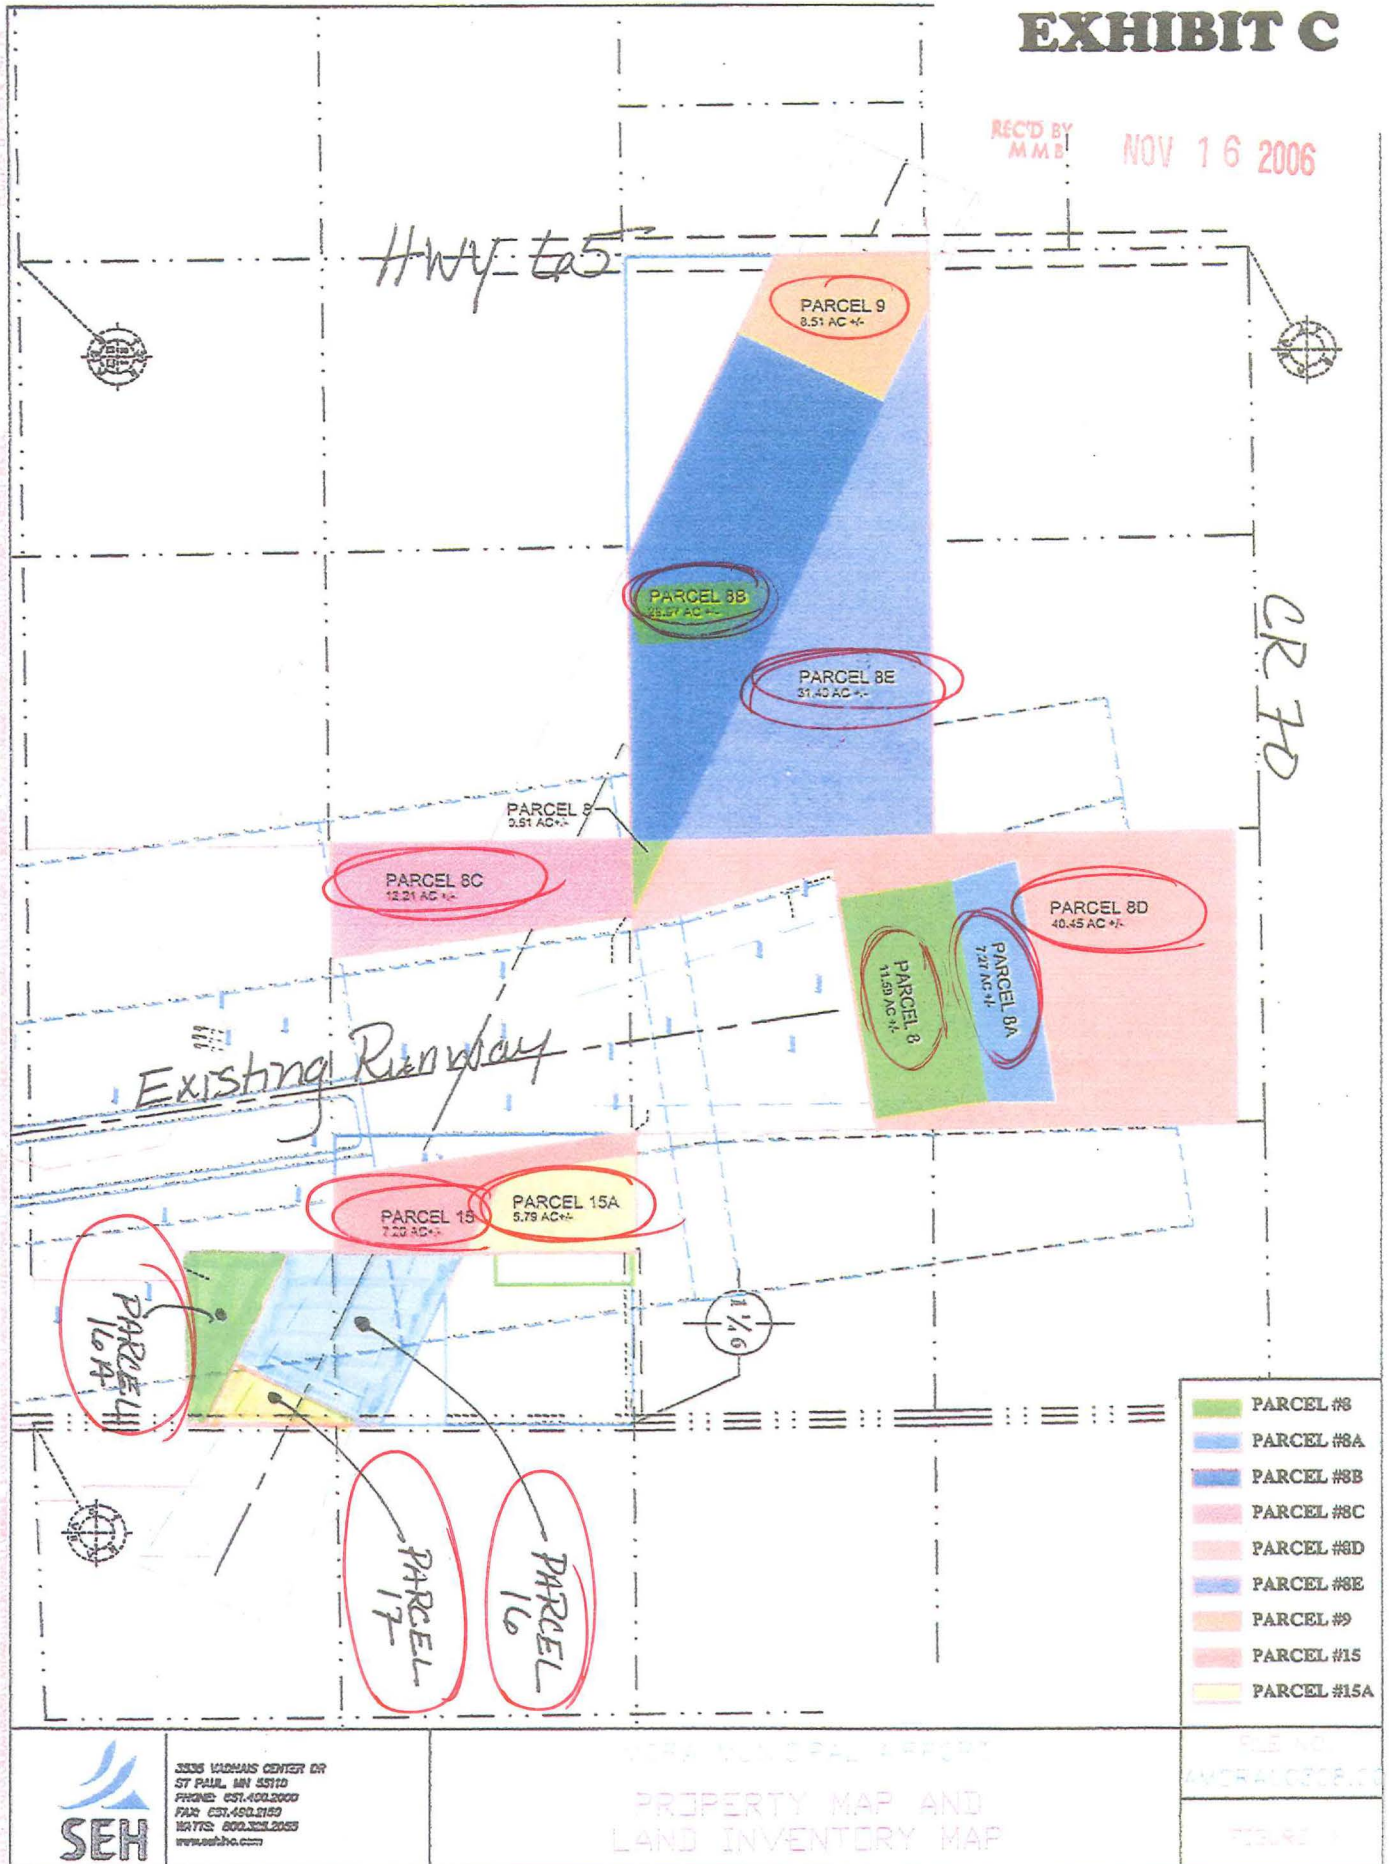 EXHIBIT C
REC'D BY
MMB
NOV 16 2006
HWY
PARCEL 9
8.51 AC +/-
PARCEL 8B
PARCEL 8E
31.40 AC +/-
CR 70
PARCEL 8
PARCEL 8C
12.21 AC +/-
PARCEL 8D
40.45 AC +/-
PARCEL 8A
7.27 AC +/-
PARCEL 8
11.59 AC +/-
Existing Runway
PARCEL 15
7.20 AC+/-
PARCEL 15A
5.79 AC+/-
PARCEL
16A
PARCEL
17
PARCEL
16
PARCEL #8
PARCEL #8A
PARCEL #8B
PARCEL #8C
PARCEL #8D
PARCEL #8E
PARCEL #9
PARCEL #15
PARCEL #15A
SEH
3535 VADNAIS CENTER DR
ST PAUL, MN 55110
PHONE: 651.490.2000
FAX: 651.490.2150
WATTS: 800.325.2055
www.sehinc.com
PROPERTY MAP AND
LAND INVENTORY MAP